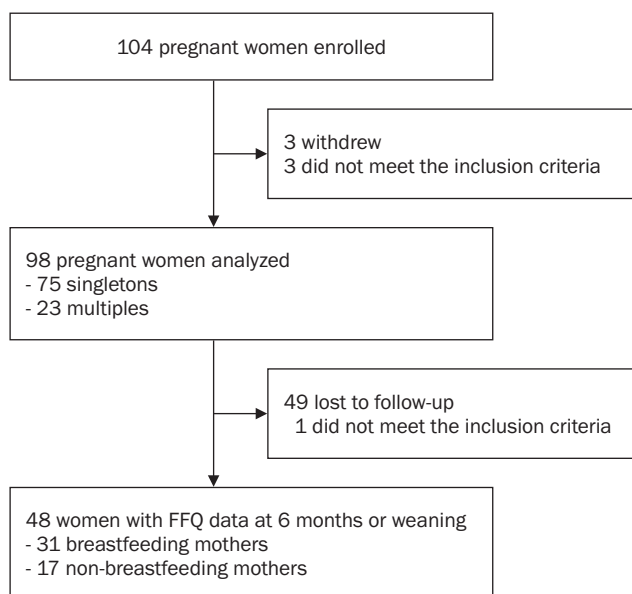 104 pregnant women enrolled
3 withdrew
3 did not meet the inclusion criteria
98 pregnant women analyzed
- 75 singletons
- 23 multiples
49 lost to follow-up
1 did not meet the inclusion criteria
48 women with FFQ data at 6 months or weaning
- 31 breastfeeding mothers
- 17 non-breastfeeding mothers